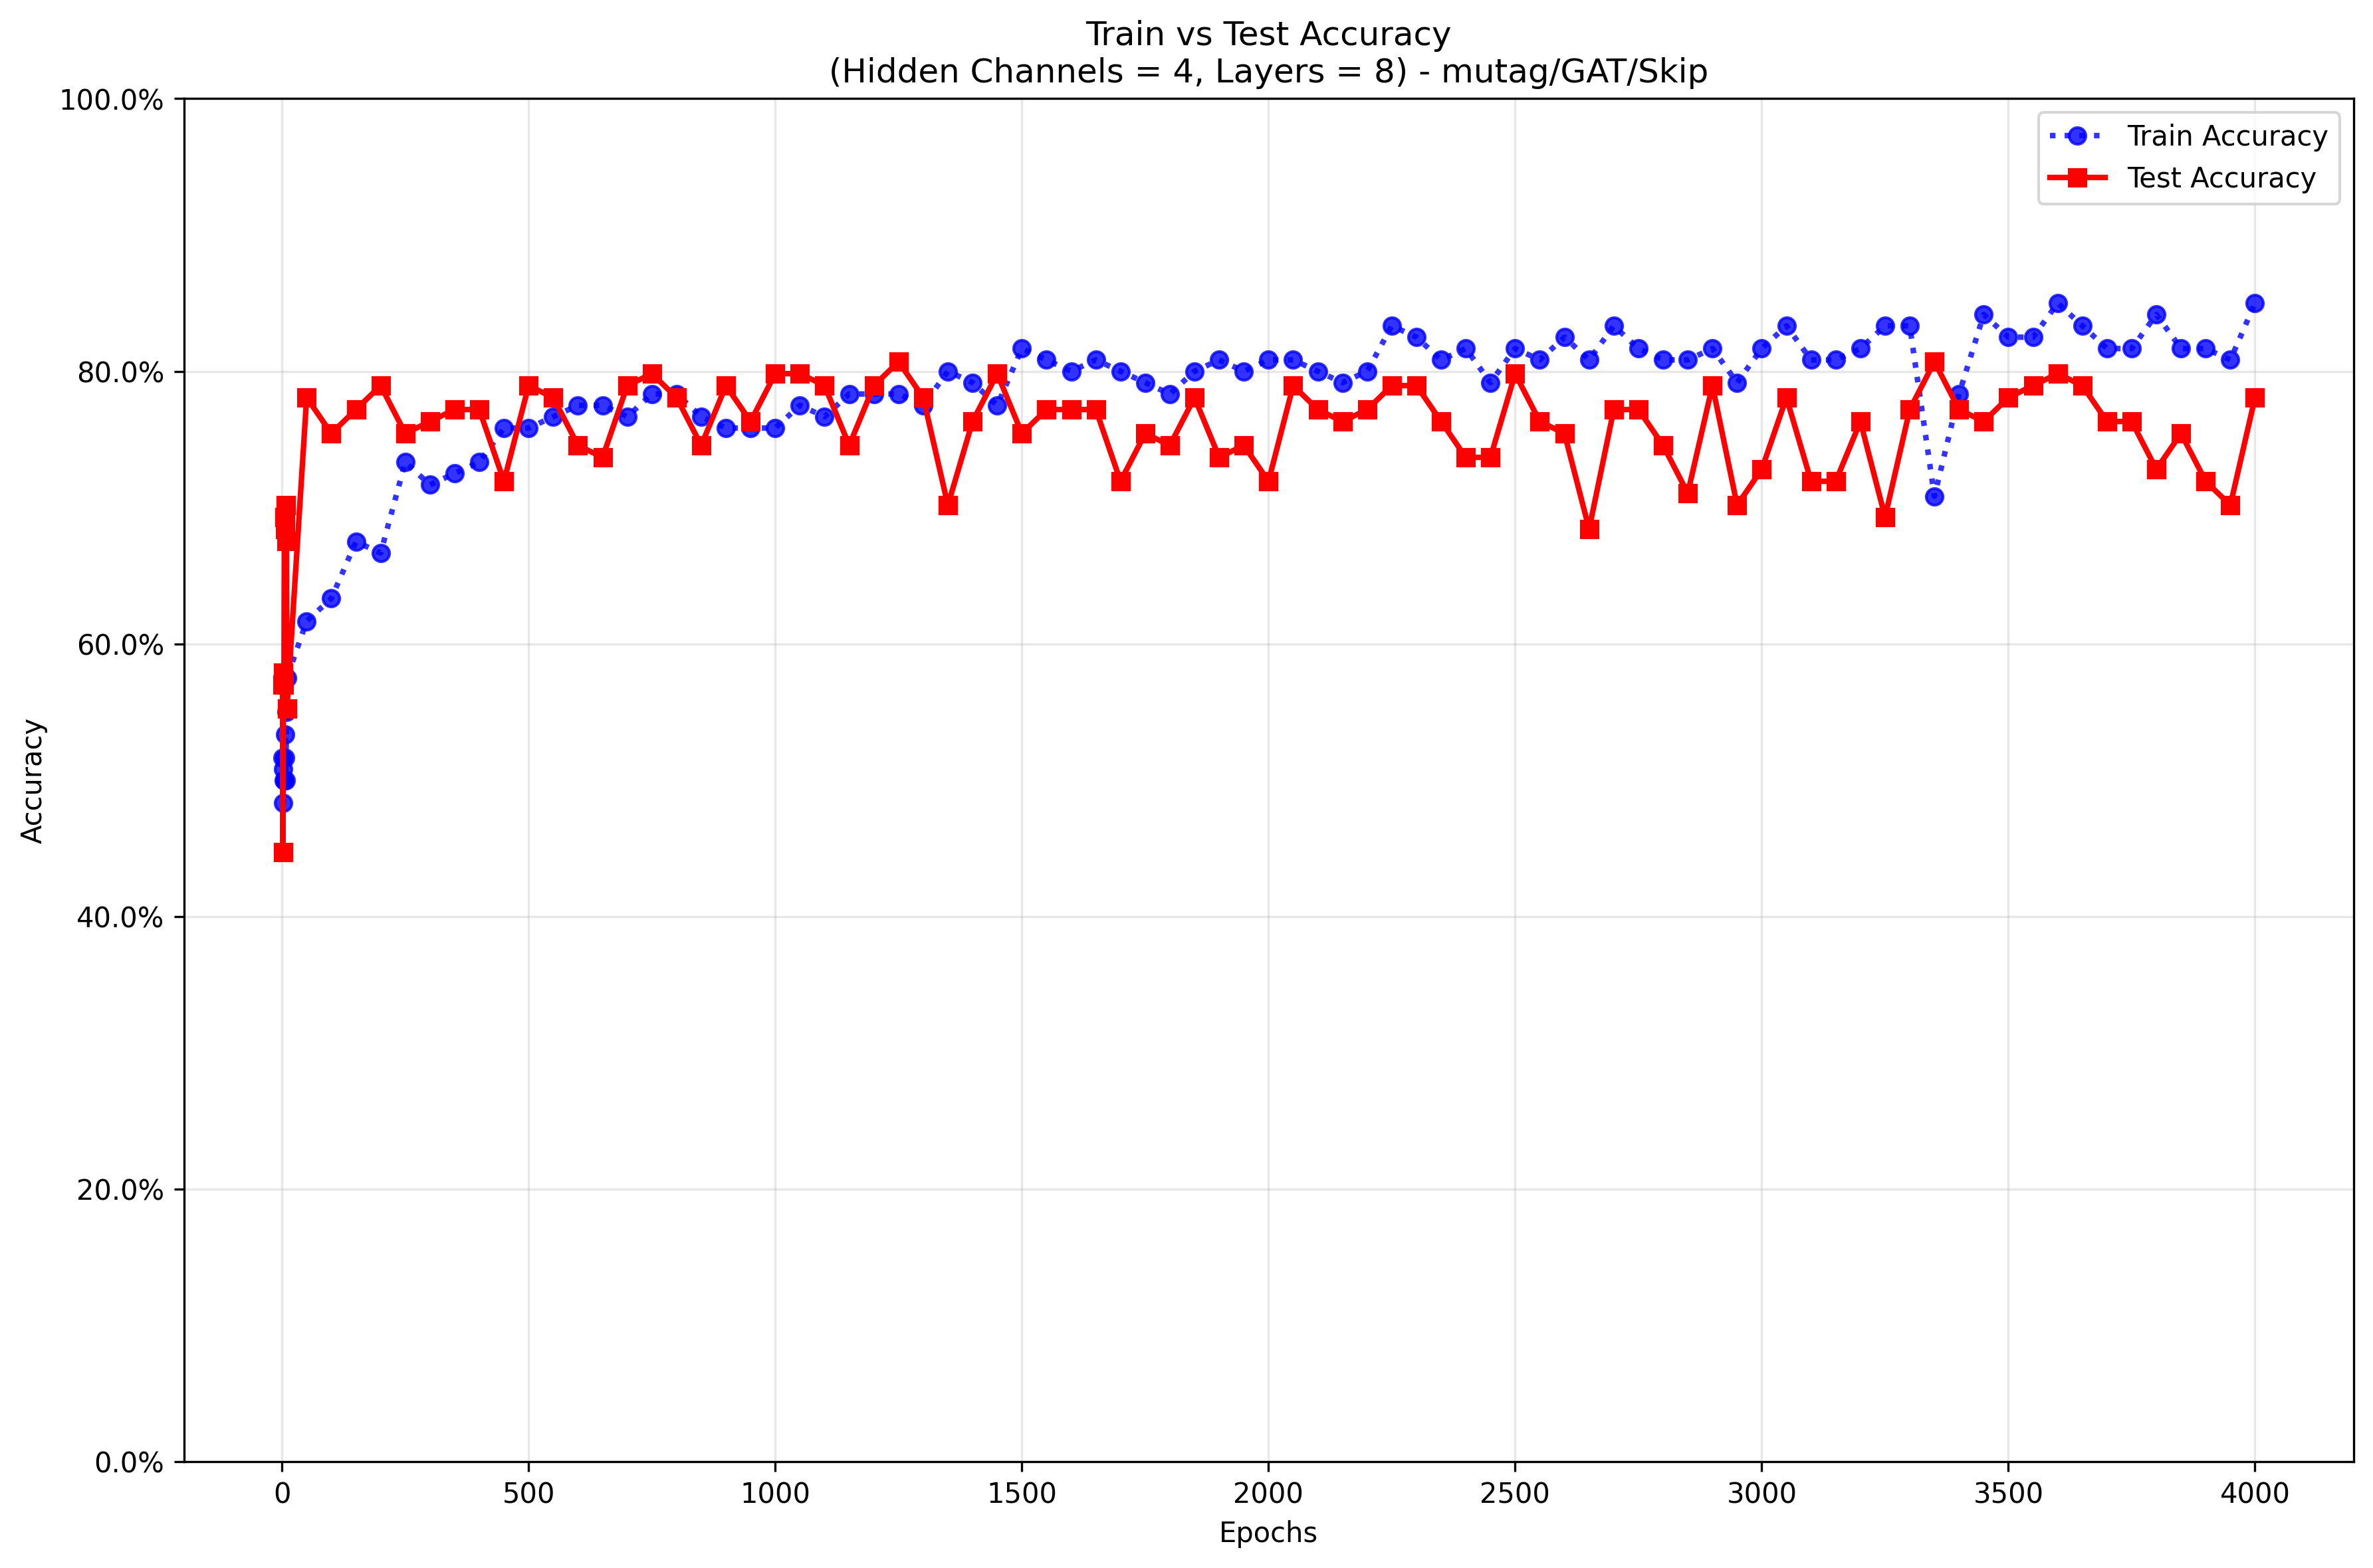 Train vs Test Accuracy
(Hidden Channels = 4, Layers = 8) - mutag/GAT/Skip
100.0%
80.0%
60.0%
40.0%
20.0%
0.0%
Accuracy
Train Accuracy
Test Accuracy
0 500 1000 1500 2000 2500 3000 3500 4000
Epochs